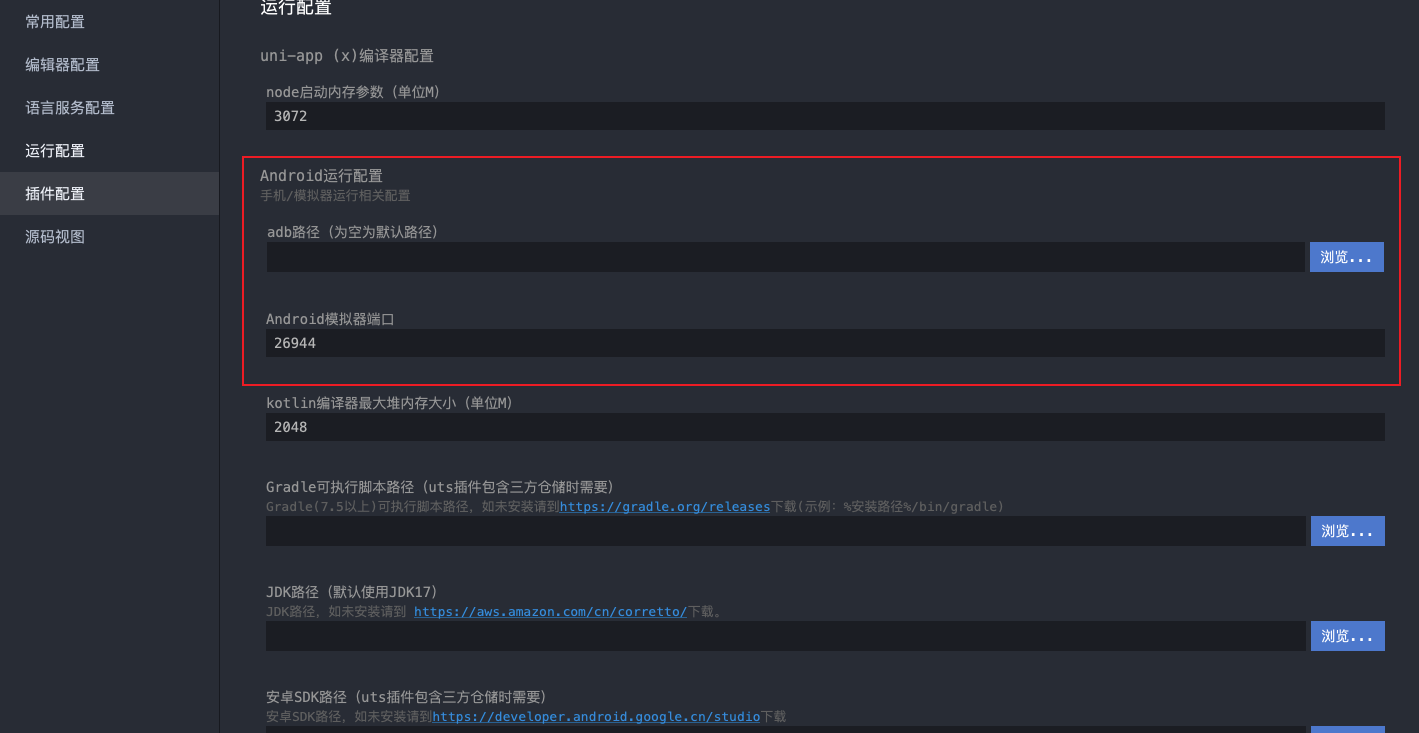 常用配置
编辑器配置
语言服务配置
运行配置
插件配置
源码视图
运行配置
uni-app (x)编译器配置
node启动内存参数（单位M）
3072
Android运行配置
手机/模拟器运行相关配置
adb路径（为空为默认路径）
浏览...
Android模拟器端口
26944
kotlin编译器最大堆内存大小（单位M）
2048
Gradle可执行脚本路径（uts插件包含三方仓储时需要）
Gradle(7.5以上)可执行脚本路径，如未安装请到https://gradle.org/releases下载(示例：%安装路径%/bin/gradle)
浏览...
JDK路径（默认使用JDK17）
JDK路径，如未安装请到 https://aws.amazon.com/cn/corretto/下载。
浏览...
安卓SDK路径（uts插件包含三方仓储时需要）
安卓SDK路径，如未安装请到https://developer.android.google.cn/studio下载